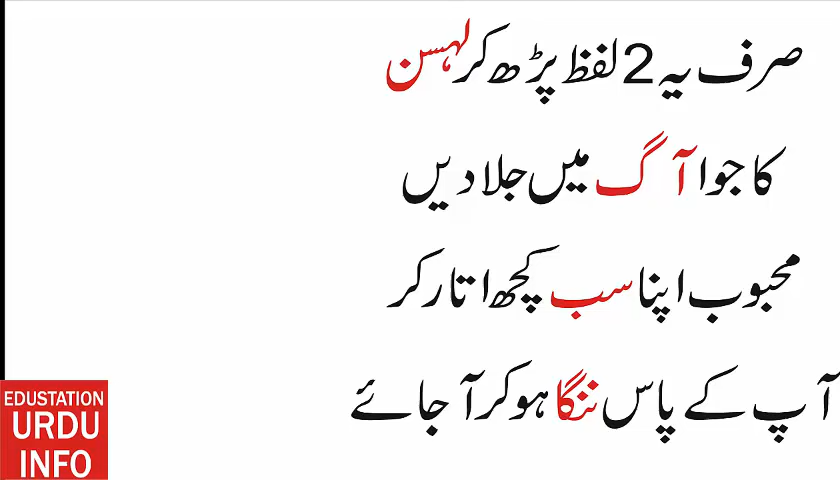 صرف یہ 2 لفظ پڑھ کر لہسن
کا جوا آگ میں جلا دیں
محبوب اپنا سب کچھ اتار کر
آپ کے پاس ننگا ہو کر آ جائے
EDUSTATION
URDU
INFO